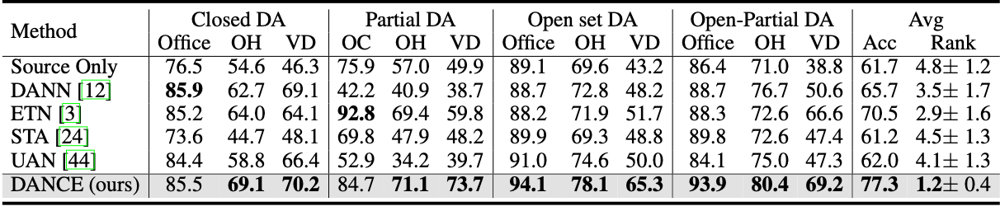 Method Closed DA Partial DA Open set DA Open-Partial DA Avg
Office OH VD OC OH VD Office OH VD Office OH VD Acc Rank
Source Only 76.5 54.6 46.3 75.9 57.0 49.9 89.1 69.6 43.2 86.4 71.0 38.8 61.7 4.8± 1.2
DANN [12] 85.9 62.7 69.1 42.2 40.9 38.7 88.7 72.8 48.2 88.7 76.7 50.6 65.7 3.5± 1.7
ETN [3] 85.2 64.0 64.1 92.8 69.4 59.8 88.2 71.9 51.7 88.3 72.6 66.6 70.5 2.9± 1.6
STA [24] 73.6 44.7 48.1 69.8 47.9 48.2 89.9 69.3 48.8 89.8 72.6 47.4 61.2 4.5± 1.3
UAN [44] 84.4 58.8 66.4 52.9 34.2 39.7 91.0 74.6 50.0 84.1 75.0 47.3 62.0 4.1± 1.3
DANCE (ours) 85.5 69.1 70.2 84.7 71.1 73.7 94.1 78.1 65.3 93.9 80.4 69.2 77.3 1.2± 0.4